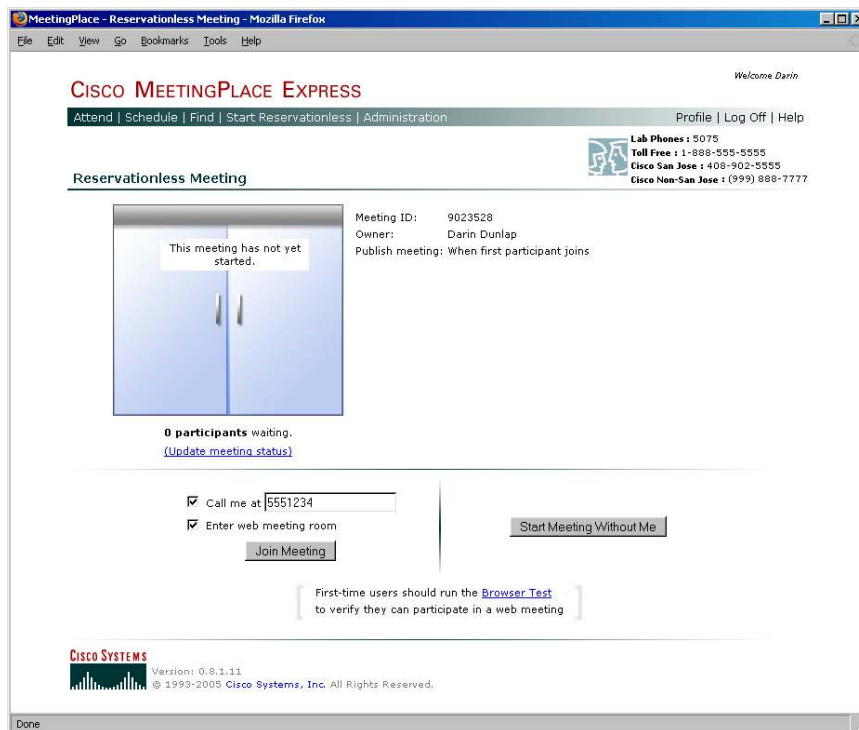 MeetingPlace - Reservationless Meeting - Mozilla Firefox
File Edit View Go Bookmarks Tools Help
Welcome Darin
CISCO MEETINGPLACE EXPRESS
Attend | Schedule | Find | Start Reservationless | Administration
Profile | Log Off | Help
Lab Phones : 5075
Toll Free : 1-888-555-5555
Cisco San Jose : 408-902-5555
Cisco Non-San Jose : (999) 888-7777
Reservationless Meeting
This meeting has not yet
started.
Meeting ID: 9023528
Owner: Darin Dunlap
Publish meeting: When first participant joins
0 participants waiting.
(Update meeting status)
Call me at 5551234
Enter web meeting room
Join Meeting
Start Meeting Without Me
First-time users should run the Browser Test
to verify they can participate in a web meeting
CISCO SYSTEMS
Version: 0.8.1.11
© 1993-2005 Cisco Systems, Inc. All Rights Reserved.
Done